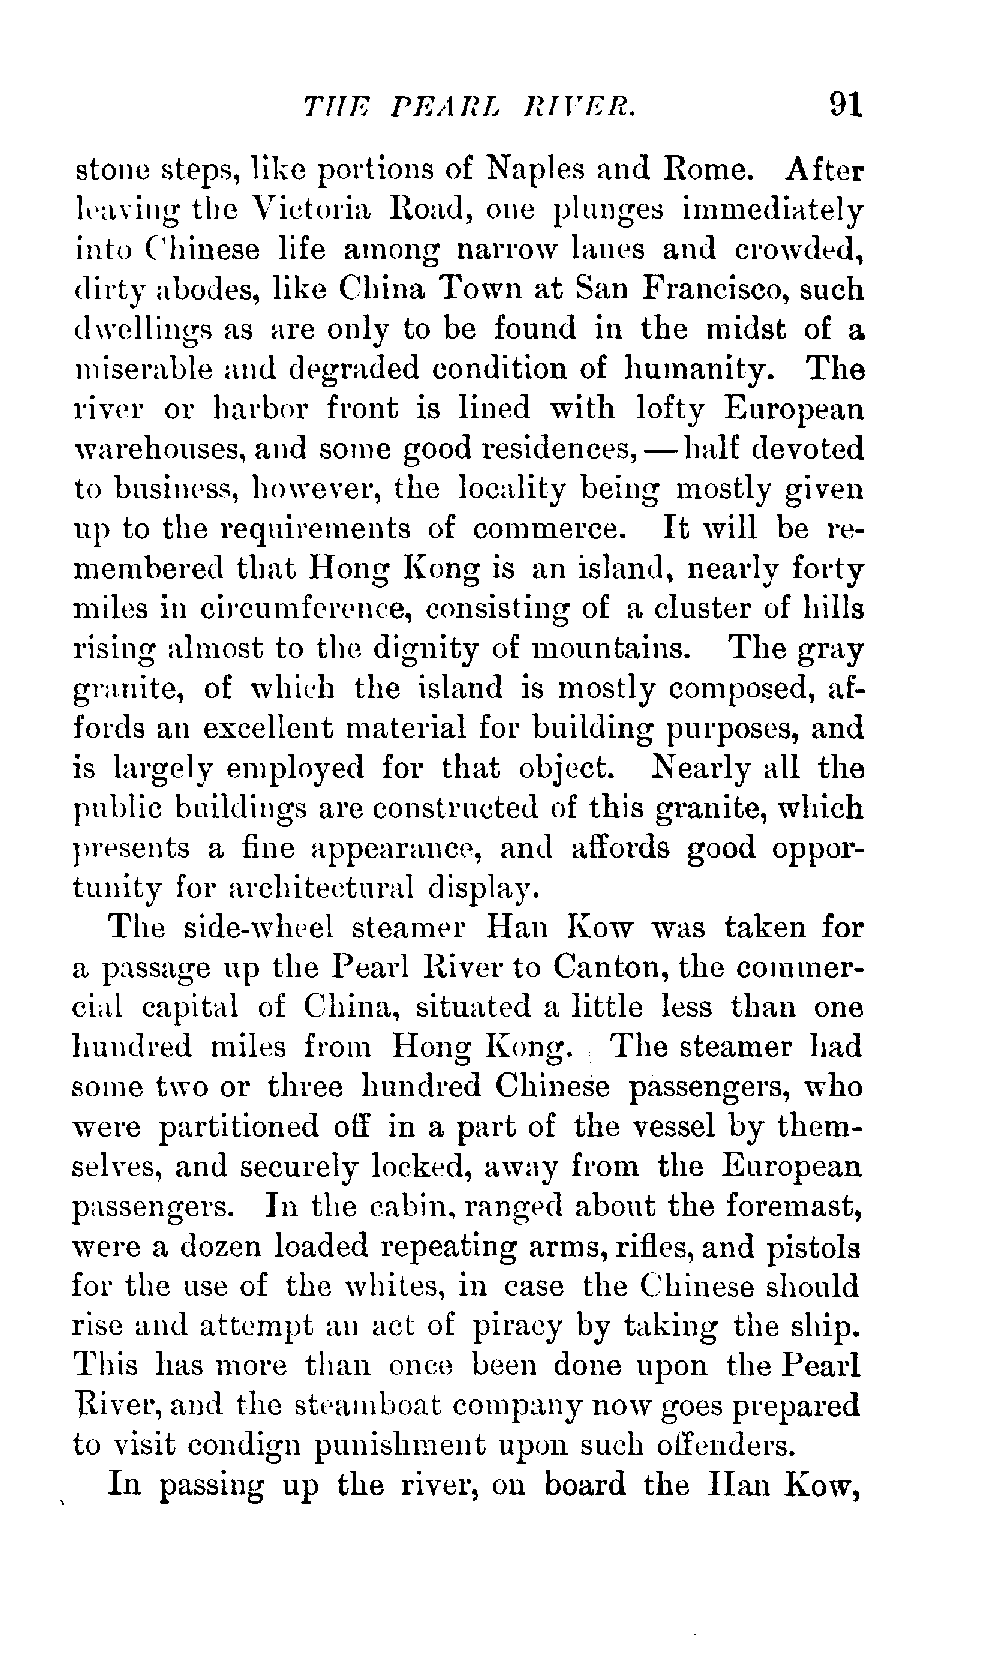 THE PEARL RIVER. 91
stone steps, like portions of Naples and Rome. After
leaving the Victoria Road, one plunges immediately
into Chinese life among narrow lanes and crowded,
dirty abodes, like China Town at San Francisco, such
dwellings as are only to be found in the midst of a
miserable and degraded condition of humanity. The
river or harbor front is lined with lofty European
warehouses, and some good residences, — half devoted
to business, however, the locality being mostly given
up to the requirements of commerce. It will be re-
membered that Hong Kong is an island, nearly forty
miles in circumference, consisting of a cluster of hills
rising almost to the dignity of mountains. The gray
granite, of which the island is mostly composed, af-
fords an excellent material for building purposes, and
is largely employed for that object. Nearly all the
public buildings are constructed of this granite, which
presents a fine appearance, and affords good oppor-
tunity for architectural display.
The side-wheel steamer Han Kow was taken for
a passage up the Pearl River to Canton, the commer-
cial capital of China, situated a little less than one
hundred miles from Hong Kong. The steamer had
some two or three hundred Chinese passengers, who
were partitioned off in a part of the vessel by them-
selves, and securely locked, away from the European
passengers. In the cabin, ranged about the foremast,
were a dozen loaded repeating arms, rifles, and pistols
for the use of the whites, in case the Chinese should
rise and attempt an act of piracy by taking the ship.
This has more than once been done upon the Pearl
River, and the steamboat company now goes prepared
to visit condign punishment upon such offenders.
In passing up the river, on board the Han Kow,